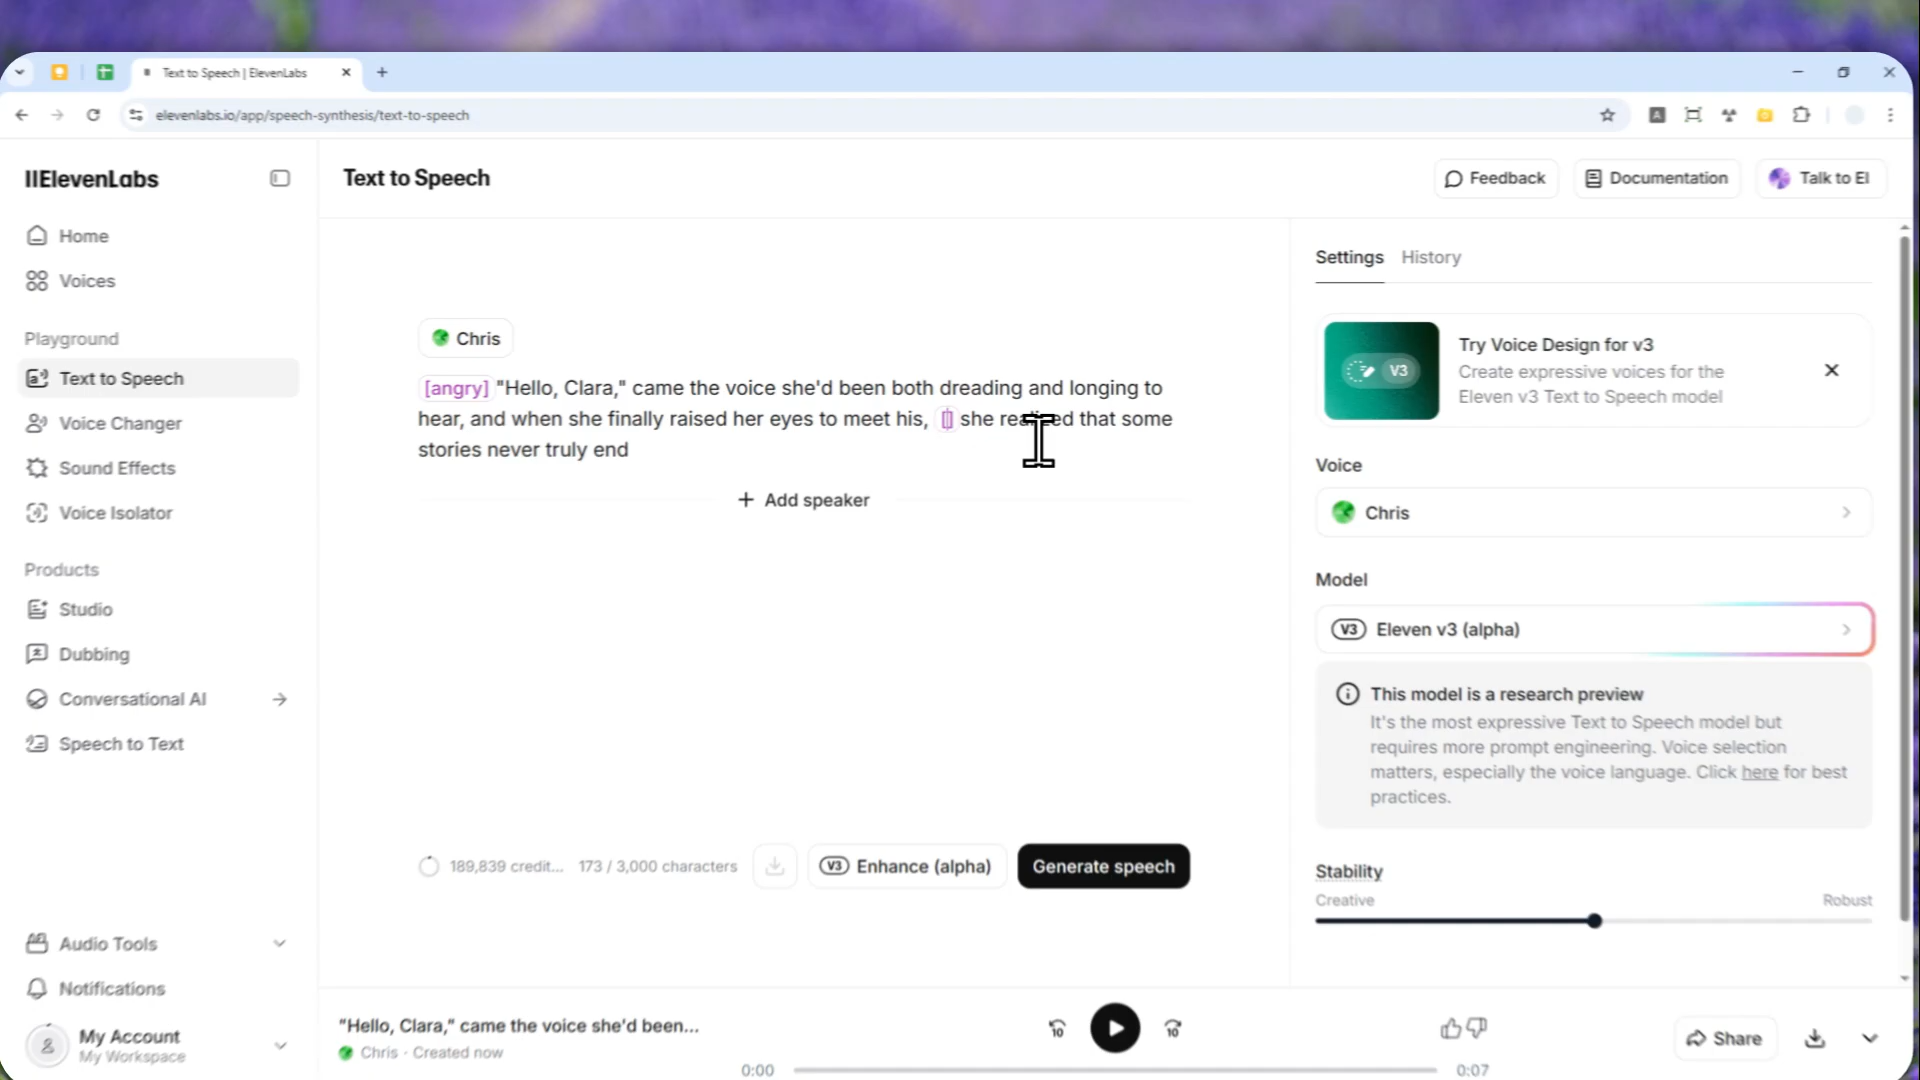 Text to Speech | ElevenLabs
elevenlabs.io/app/speech-synthesis/text-to-speech
IIElevenLabs
Home
Voices
Playground
Text to Speech
Voice Changer
Sound Effects
Voice Isolator
Products
Studio
Dubbing
Conversational AI
Speech to Text
Audio Tools
Notifications
My Account
My Workspace
Text to Speech
Feedback
Documentation
Talk to El
Chris
[angry] "Hello, Clara," came the voice she'd been both dreading and longing to
hear, and when she finally raised her eyes to meet his, [] she realized that some
stories never truly end
+ Add speaker
189,839 credit...
173 / 3,000 characters
V3 Enhance (alpha)
Generate speech
Settings
History
V3
Try Voice Design for v3
Create expressive voices for the
Eleven v3 Text to Speech model
Voice
Chris
Model
V3 Eleven v3 (alpha)
This model is a research preview
It's the most expressive Text to Speech model but
requires more prompt engineering. Voice selection
matters, especially the voice language. Click here for best
practices.
Stability
Creative
Robust
"Hello, Clara," came the voice she'd been...
Chris · Created now
10
10
0:00
0:07
Share